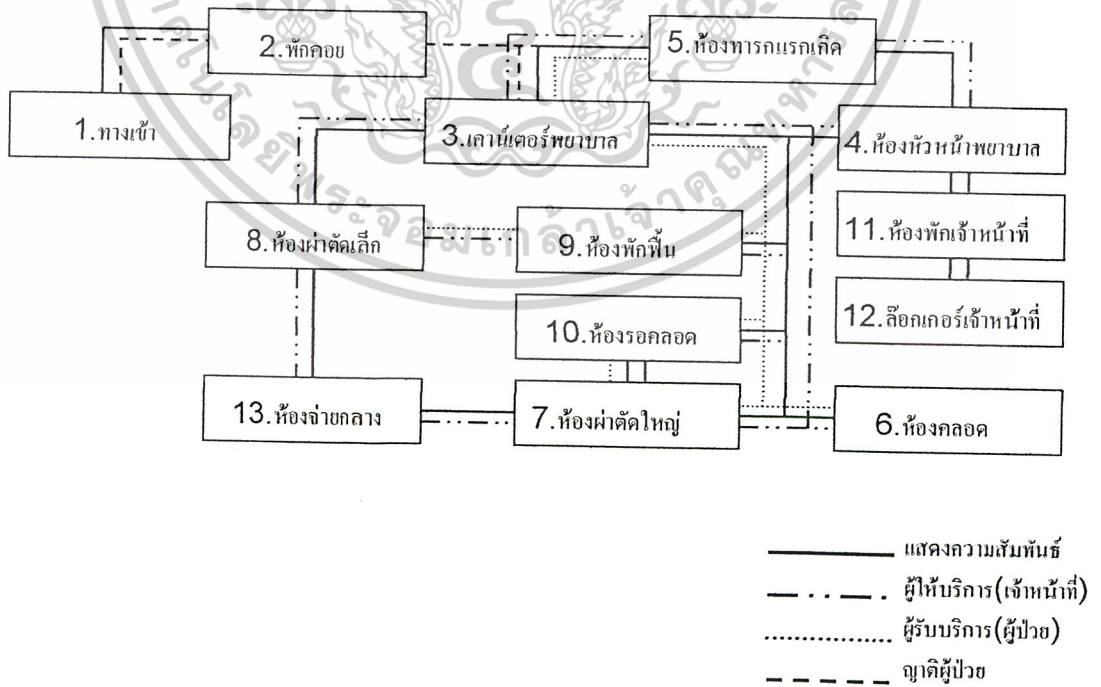 2.พักคอย
5.ห้องทารกแรกเกิด
1.ทางเข้า
3.เคาน์เตอร์พยาบาล
4.ห้องหัวหน้าพยาบาล
8.ห้องผ่าตัดเล็ก
9.ห้องพักฟื้น
11.ห้องพักเจ้าหน้าที่
10.ห้องรอคลอด
12.ล๊อกเกอร์เจ้าหน้าที่
13.ห้องจ่ายกลาง
7.ห้องผ่าตัดใหญ่
6.ห้องคลอด
แสดงความสัมพันธ์
ผู้ให้บริการ(เจ้าหน้าที่)
ผู้รับบริการ(ผู้ป่วย)
ญาติผู้ป่วย